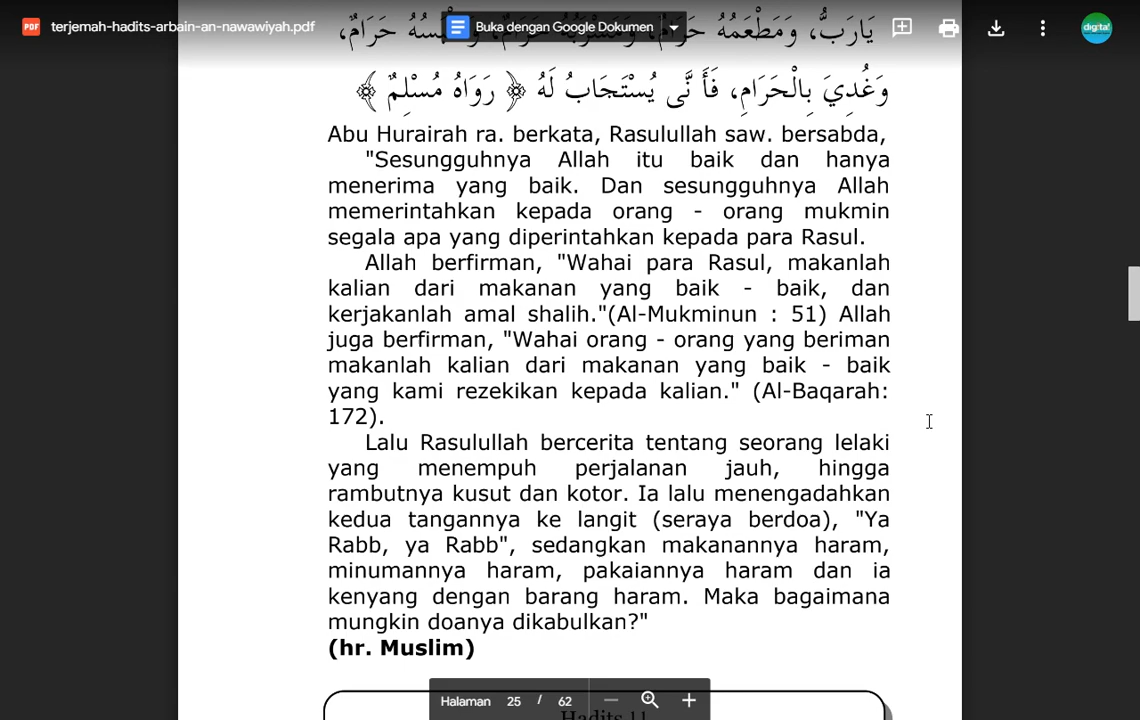 terjemah-hadits-arbain-an-nawawiyah.pdf
Buka dengan Google Dokumen
يَارَبُّ، وَمَطْعَمُهُ حَرَامٌ، وَمَشْرَبُهُ حَرَامٌ، وَمَلْبَسُهُ حَرَامٌ،
وَغُذِيَ بِالْحَرَامِ، فَأَ نَّى يُسْتَجَابُ لَهُ ﴿ رَوَاهُ مُسْلِمٌ ﴾
Abu Hurairah ra. berkata, Rasulullah saw. bersabda,
"Sesungguhnya Allah itu baik dan hanya
menerima yang baik. Dan sesungguhnya Allah
memerintahkan kepada orang - orang mukmin
segala apa yang diperintahkan kepada para Rasul.
Allah berfirman, "Wahai para Rasul, makanlah
kalian dari makanan yang baik - baik, dan
kerjakanlah amal shalih."(Al-Mukminun : 51) Allah
juga berfirman, "Wahai orang - orang yang beriman
makanlah kalian dari makanan yang baik - baik
yang kami rezekikan kepada kalian." (Al-Baqarah:
172).
Lalu Rasulullah bercerita tentang seorang lelaki
yang menempuh perjalanan jauh, hingga
rambutnya kusut dan kotor. Ia lalu menengadahkan
kedua tangannya ke langit (seraya berdoa), "Ya
Rabb, ya Rabb", sedangkan makanannya haram,
minumannya haram, pakaiannya haram dan ia
kenyang dengan barang haram. Maka bagaimana
mungkin doanya dikabulkan?"
(hr. Muslim)
Halaman 25 / 62
Hadits 11